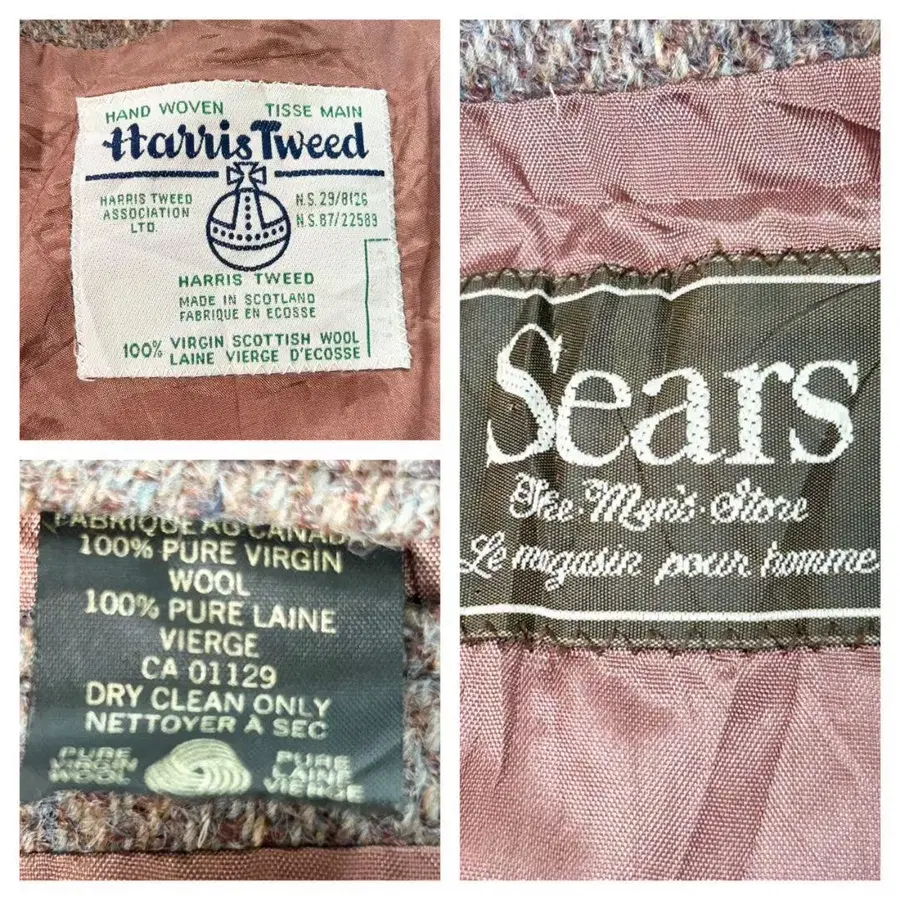 HAND WOVEN TISSE MAIN
Harris Tweed
HARRIS TWEED
ASSOCIATION
LTD.
N.S. 29/8126
N.S. 87/22589
HARRIS TWEED
MADE IN SCOTLAND
FABRIQUE EN ECOSSE
100% VIRGIN SCOTTISH WOOL
LAINE VIERGE D'ECOSSE
Sears
The Men's Store
Le magasin pour homme
FABRIQUE AU CANADA
100% PURE VIRGIN
WOOL
100% PURE LAINE
VIERGE
CA 01129
DRY CLEAN ONLY
NETTOYER À SEC
PURE
VIRGIN
WOOL
PURE
LAINE
VIERGE